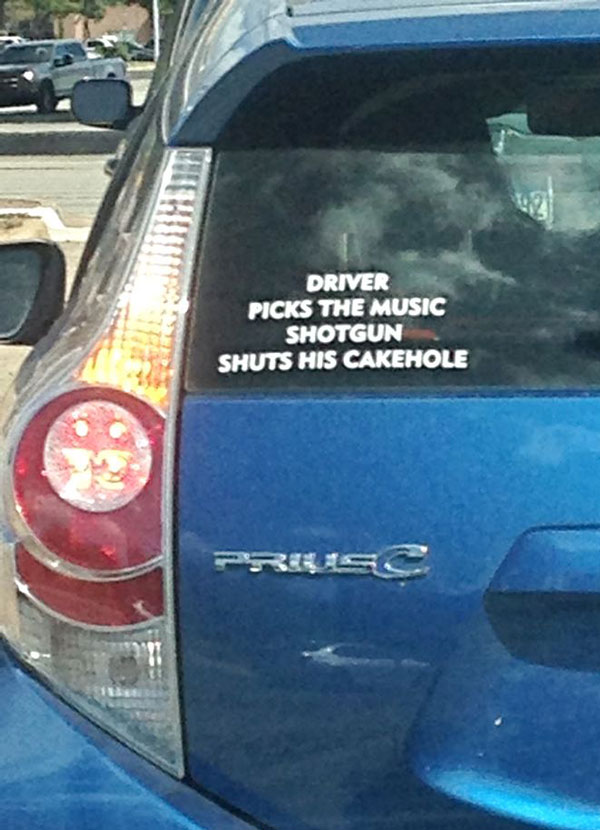 DRIVER
PICKS THE MUSIC
SHOTGUN
SHUTS HIS CAKEHOLE
PRIUS C